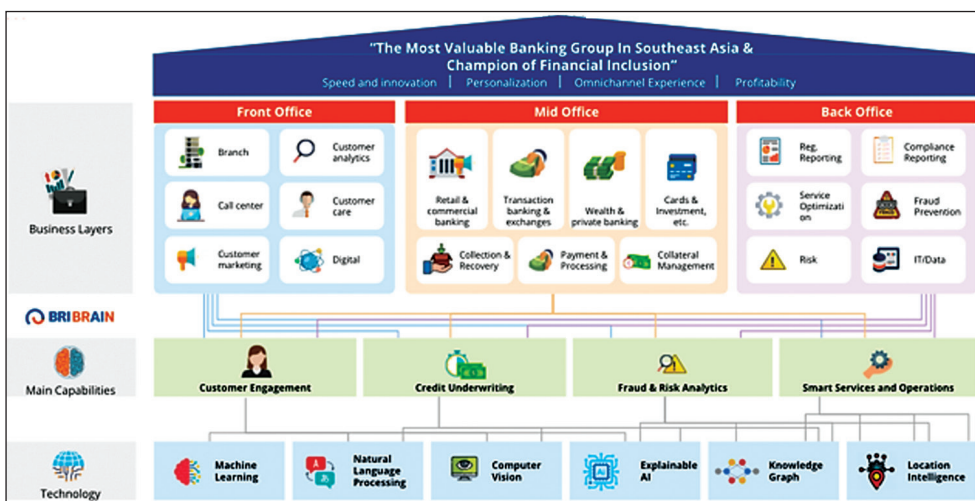 "The Most Valuable Banking Group In Southeast Asia &
Champion of Financial Inclusion"
Speed and innovation | Personalization | Omnichannel Experience | Profitability
Front Office
Mid Office
Back Office
Business Layers
Branch
Customer
analytics
Call center
Customer
care
Customer
marketing
Digital
Retail &
commercial
banking
Transaction
banking &
exchanges
Wealth &
private banking
Cards &
Investment,
etc.
Collection &
Recovery
Payment &
Processing
Collateral
Management
Reg.
Reporting
Compliance
Reporting
Service
Optimizati
on
Fraud
Prevention
Risk
IT/Data
BRIBRAIN
Main Capabilities
Customer Engagement
Credit Underwriting
Fraud & Risk Analytics
Smart Services and Operations
Technology
Machine
Learning
Natural
Language
Processing
Computer
Vision
Explainable
AI
Knowledge
Graph
Location
Intelligence